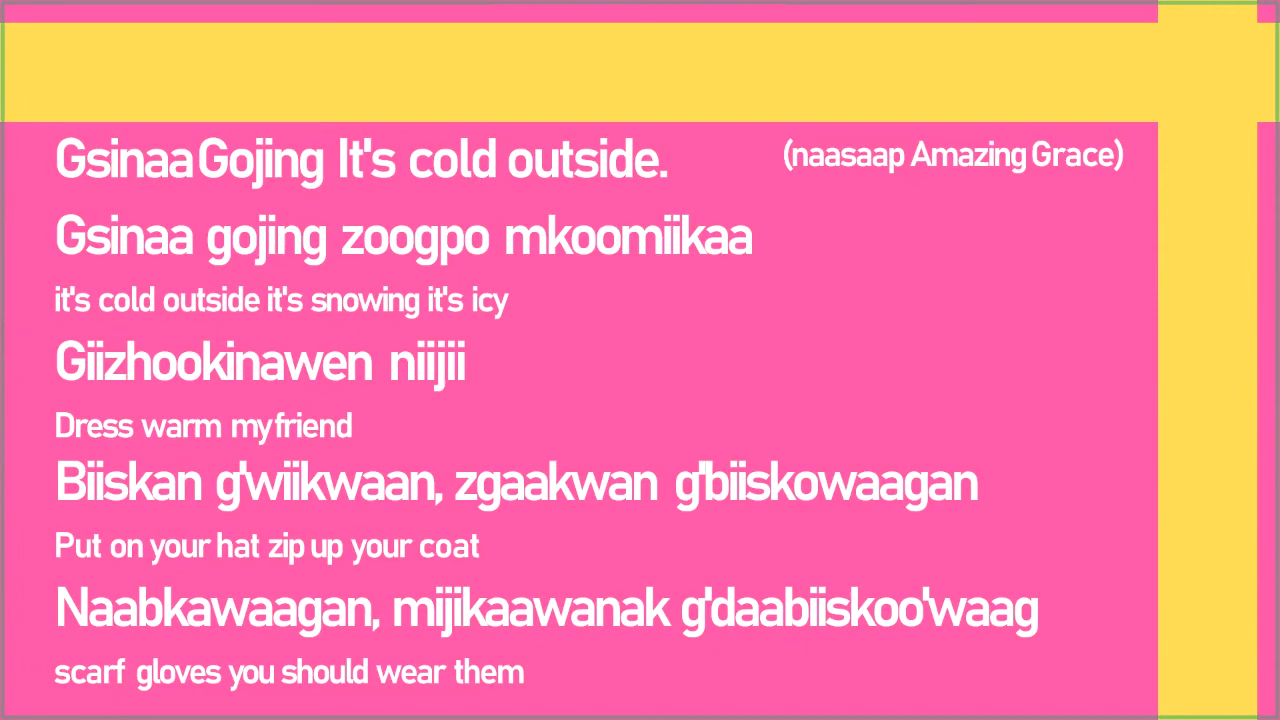 Gsinaa Gojing It's cold outside. (naasaap Amazing Grace)
Gsinaa gojing zoogpo mkoomiikaa
it's cold outside it's snowing it's icy
Giizhookinawen niijii
Dress warm my friend
Biiskan g'wiikwaan, zgaakwan g'biiskowaagan
Put on your hat zip up your coat
Naabkawaagan, mijikaawanak g'daabiiskoo'waag
scarf gloves you should wear them